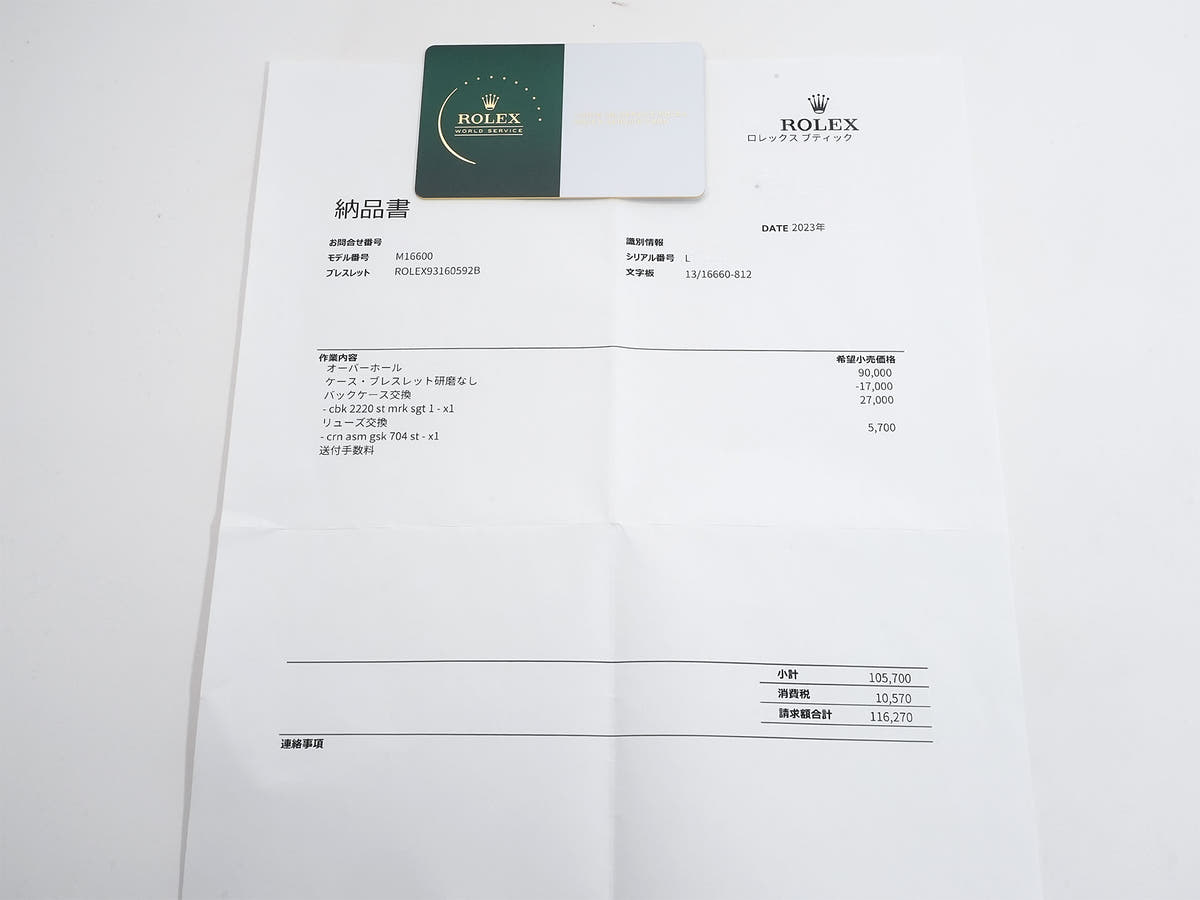 ROLEX
WORLD SERVICE
ROLEX
ロレックス ブティック
納品書
DATE 2023年
お問合せ番号
モデル番号 M16600
ブレスレット ROLEX93160592B
識別情報
シリアル番号 L
文字板 13/16660-812
作業内容 希望小売価格
オーバーホール 90,000
ケース・ブレスレット研磨なし -17,000
バックケース交換 27,000
- cbk 2220 st mrk sgt 1 - x1
リューズ交換 5,700
- crn asm gsk 704 st - x1
送付手数料
小計 105,700
消費税 10,570
請求額合計 116,270
連絡事項